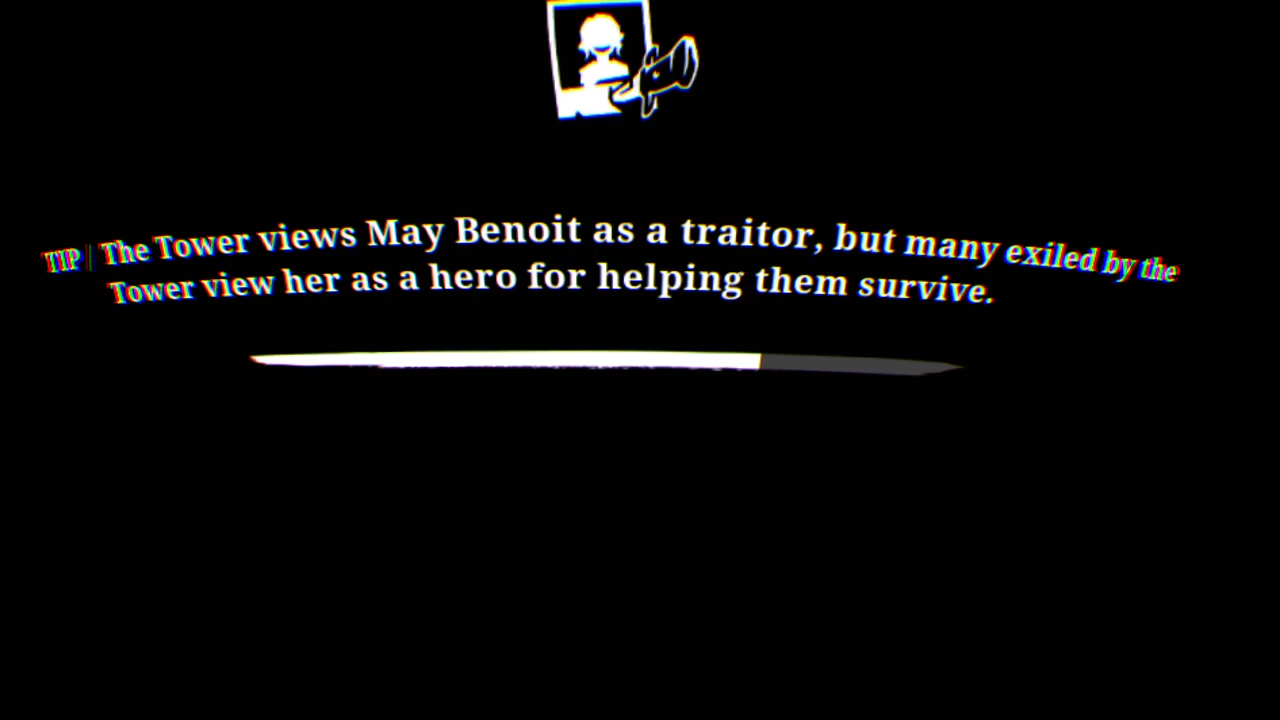 TIP | The Tower views May Benoit as a traitor, but many exiled by the
Tower view her as a hero for helping them survive.